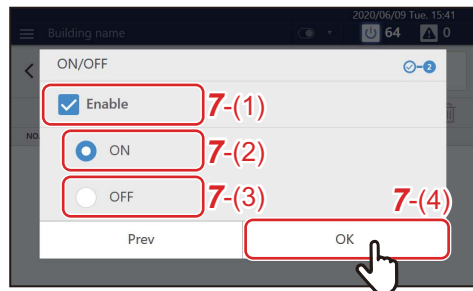 2020/06/09 Tue. 15:41
Building name
64
0
ON/OFF
2
Enable
7-(1)
NO.
ON
7-(2)
OFF
7-(3)
7-(4)
Prev
OK